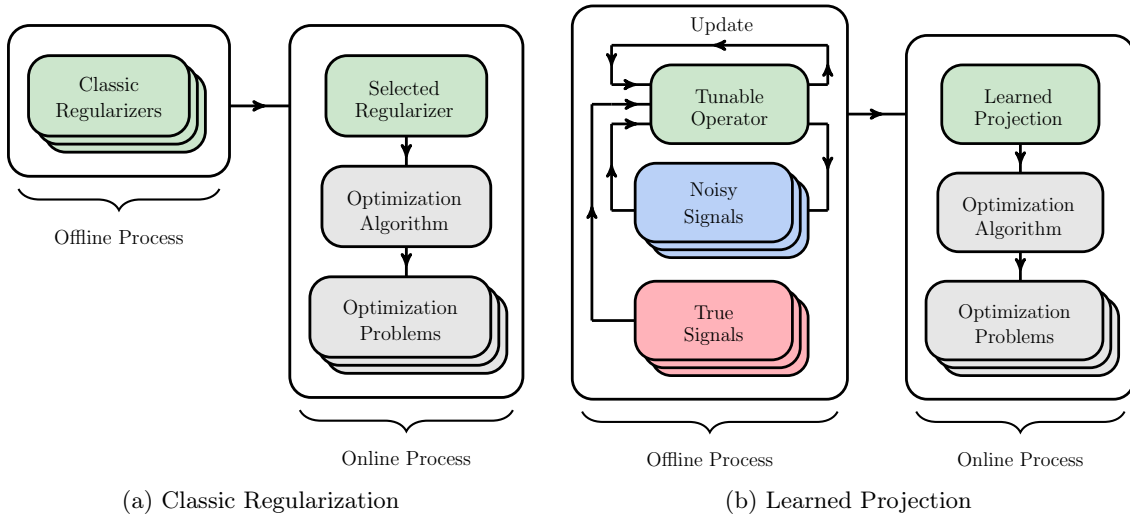 Classic
Regularizers
Offline Process
Selected
Regularizer
Optimization
Algorithm
Optimization
Problems
Online Process
(a) Classic Regularization
Update
Tunable
Operator
Noisy
Signals
True
Signals
Offline Process
Learned
Projection
Optimization
Algorithm
Optimization
Problems
Online Process
(b) Learned Projection